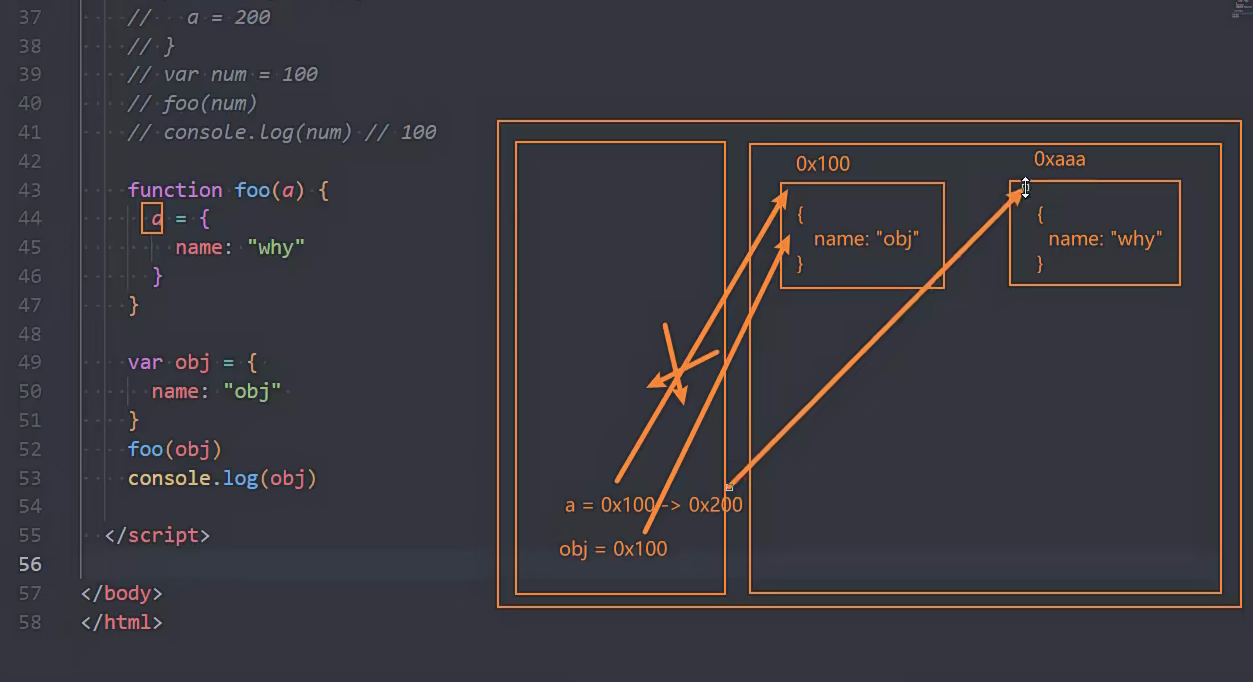 37 //   a = 200
38 // }
39 // var num = 100
40 // foo(num)
41 // console.log(num) // 100
42
43 function foo(a) {
44   a = {
45     name: "why"
46   }
47 }
48
49 var obj = {
50   name: "obj"
51 }
52 foo(obj)
53 console.log(obj)
54
55 </script>
56
57 </body>
58 </html>
0x100
{
name: "obj"
}
0xaaa
{
name: "why"
}
a = 0x100 -> 0x200
obj = 0x100